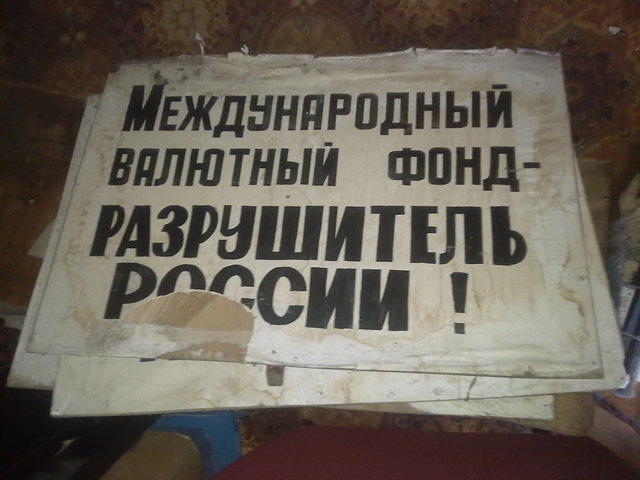 Международный
валютный фонд-
разрушитель
России !